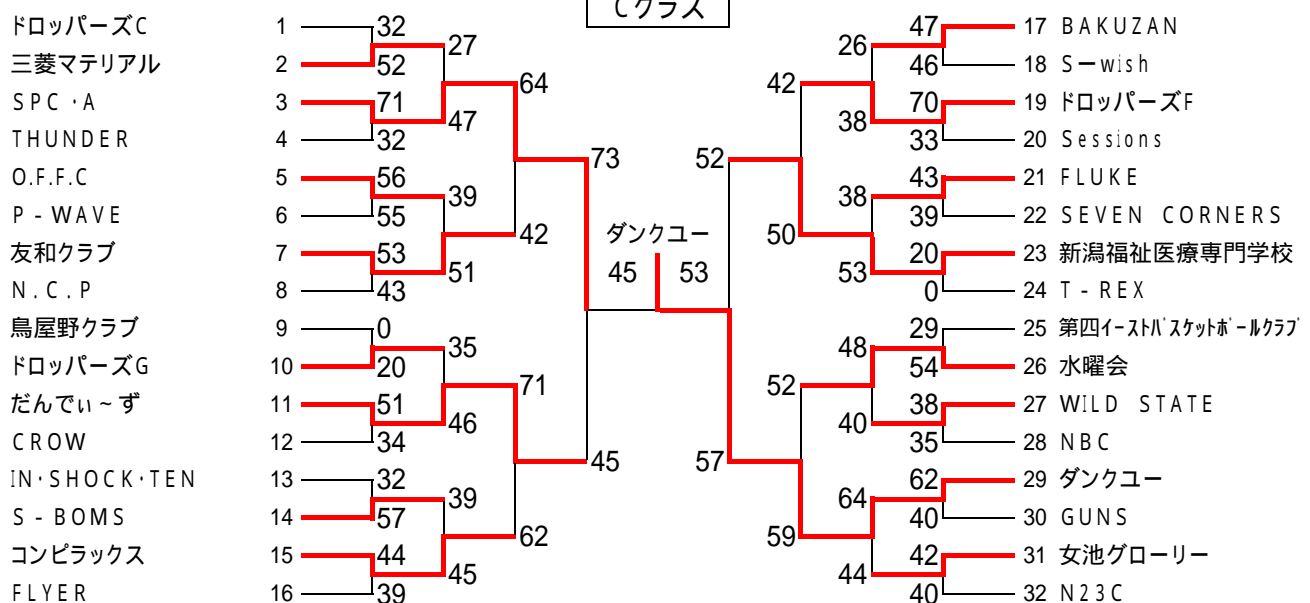 Cクラス
ドロッパーズC 1 32
27
三菱マテリアル 2 52
64
SPC・A 3 71
47
THUNDER 4 32
73
O.F.F.C 5 56
39
P-WAVE 6 55
42
友和クラブ 7 53
51
N.C.P 8 43
鳥屋野クラブ 9 0
35
ドロッパーズG 10 20
71
だんでぃ~ず 11 51
46
CROW 12 34
45
IN・SHOCK・TEN 13 32
39
S-BOMS 14 57
62
コンピラックス 15 44
45
FLYER 16 39
ダンクユー
45 53
47 17 BAKUZAN
26
46 18 Sーwish
42
70 19 ドロッパーズF
38
33 20 Sessions
52
43 21 FLUKE
38
39 22 SEVEN CORNERS
50
20 23 新潟福祉医療専門学校
53
0 24 T-REX
29 25 第四イーストバスケットボールクラブ
48
54 26 水曜会
52
38 27 WILD STATE
40
35 28 NBC
57
62 29 ダンクユー
64
40 30 GUNS
59
42 31 女池グローリー
44
40 32 N23C